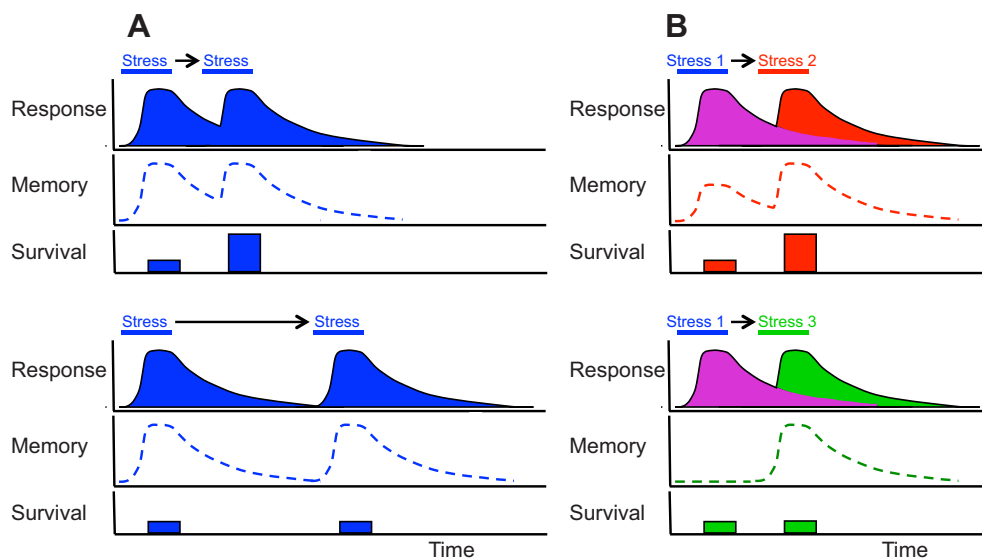 A
Stress Stress
Response
Memory
Survival
Stress Stress
Response
Memory
Survival
Time
B
Stress 1 Stress 2
Response
Memory
Survival
Stress 1 Stress 3
Response
Memory
Survival
Time